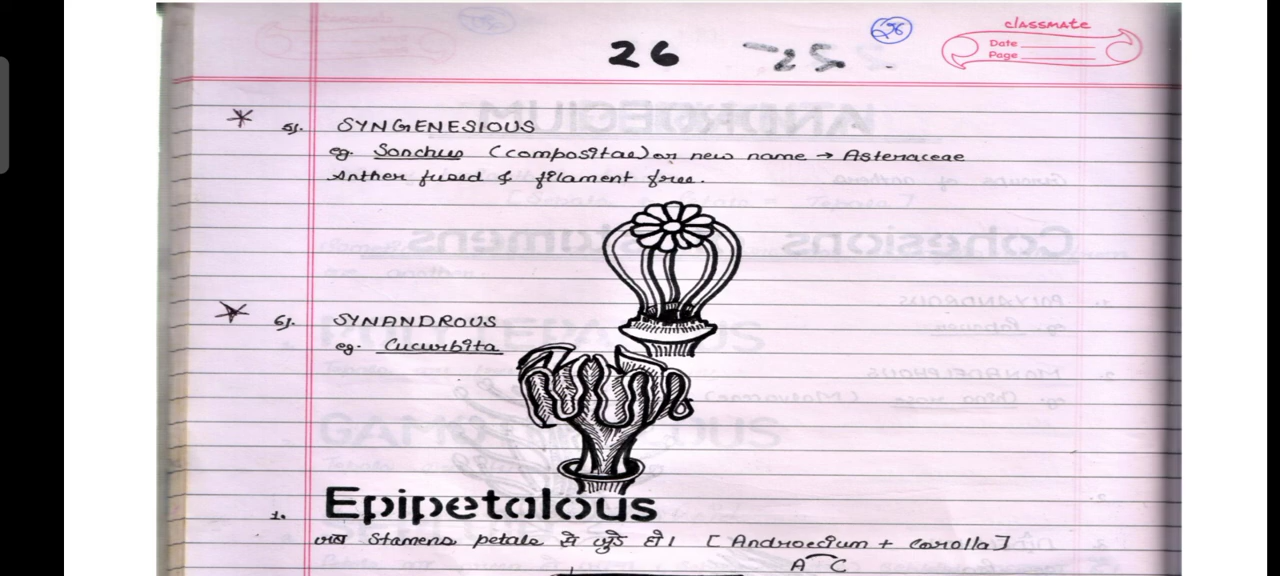 26
26
classmate
Date
Page
5). SYNGENESIOUS
eg. Sonchus (compositae) or new name → Asteraceae
Anther fused & filament free.
6). SYNANDROUS
eg. Cucurbita
Epipetalous
1. जब Stamens petals से जुड़े हो। [Androecium + Corolla]
A C